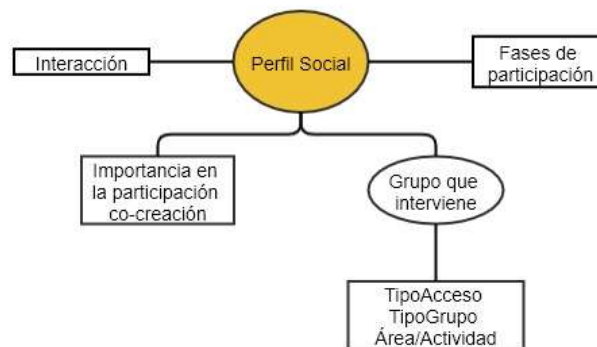 Interacción
Perfil Social
Fases de
participación
Importancia en
la participación
co-creación
Grupo que
interviene
TipoAcceso
TipoGrupo
Área/Actividad